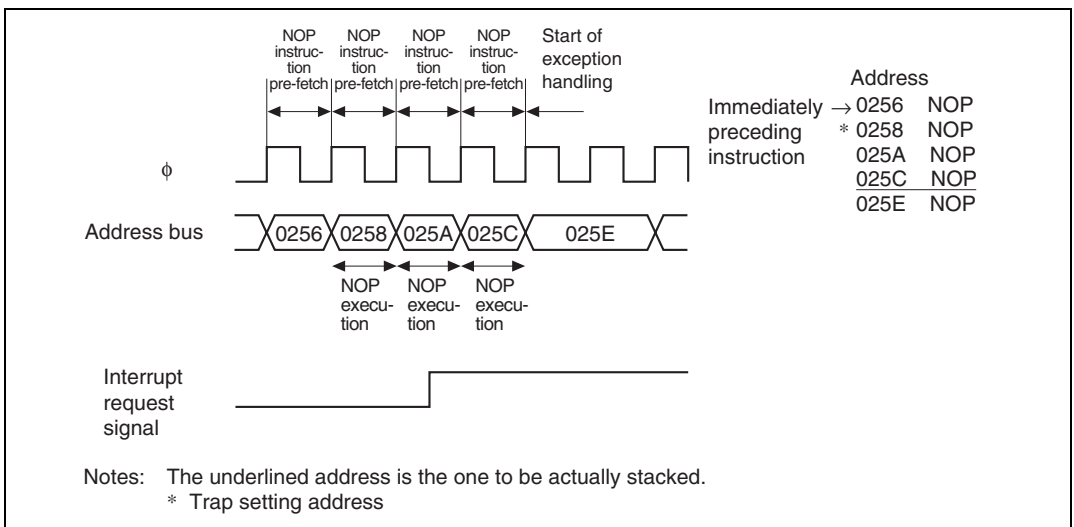 NOP NOP NOP NOP Start of
instruc- instruc- instruc- instruc- exception
tion tion tion tion handling
pre-fetch pre-fetch pre-fetch pre-fetch
Address
Immediately → 0256 NOP
preceding * 0258 NOP
instruction 025A NOP
025C NOP
025E NOP
ϕ
Address bus 0256 0258 025A 025C 025E
NOP NOP NOP
execu- execu- execu-
tion tion tion
Interrupt
request
signal
Notes: The underlined address is the one to be actually stacked.
* Trap setting address